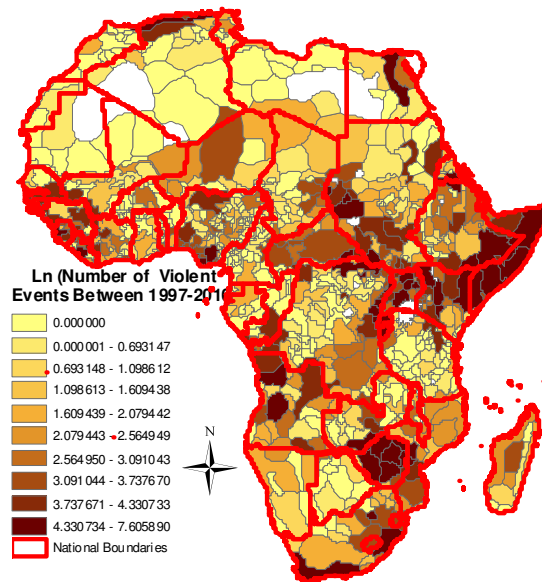 Ln (Number of Violent
Events Between 1997-2010
0.000000
0.000001 - 0.693147
0.693148 - 1.098612
1.098613 - 1.609438
1.609439 - 2.079442
2.079443 - 2.564949
2.564950 - 3.091043
3.091044 - 3.737670
3.737671 - 4.330733
4.330734 - 7.605890
National Boundaries
N